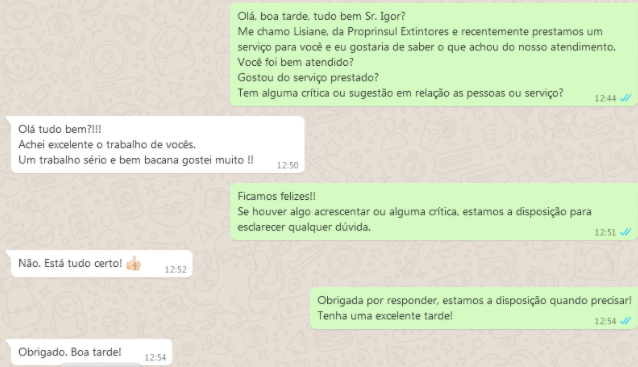 Olá, boa tarde, tudo bem Sr. Igor?
Me chamo Lisiane, da Proprinsul Extintores e recentemente prestamos um
serviço para você e eu gostaria de saber o que achou do nosso atendimento.
Você foi bem atendido?
Gostou do serviço prestado?
Tem alguma crítica ou sugestão em relação as pessoas ou serviço?
12:44
Olá tudo bem?!!!
Achei excelente o trabalho de vocês.
Um trabalho sério e bem bacana gostei muito !!
12:50
Ficamos felizes!!
Se houver algo acrescentar ou alguma crítica, estamos a disposição para
esclarecer qualquer dúvida.
12:51
Não. Está tudo certo! 👍🏻
12:52
Obrigada por responder, estamos a disposição quando precisar!
Tenha uma excelente tarde!
12:54
Obrigado. Boa tarde!
12:54